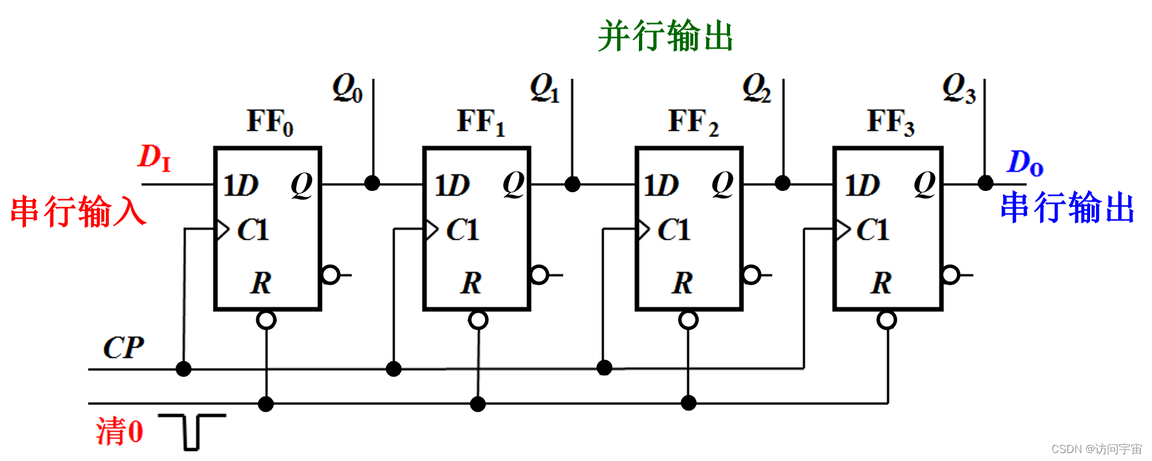 并行输出
Q0 Q1 Q2 Q3
FF0 FF1 FF2 FF3
DI 1D Q 1D Q 1D Q 1D Q DO
串行输入 串行输出
C1 C1 C1 C1
R R R R
CP
清0
CSDN @访问宇宙